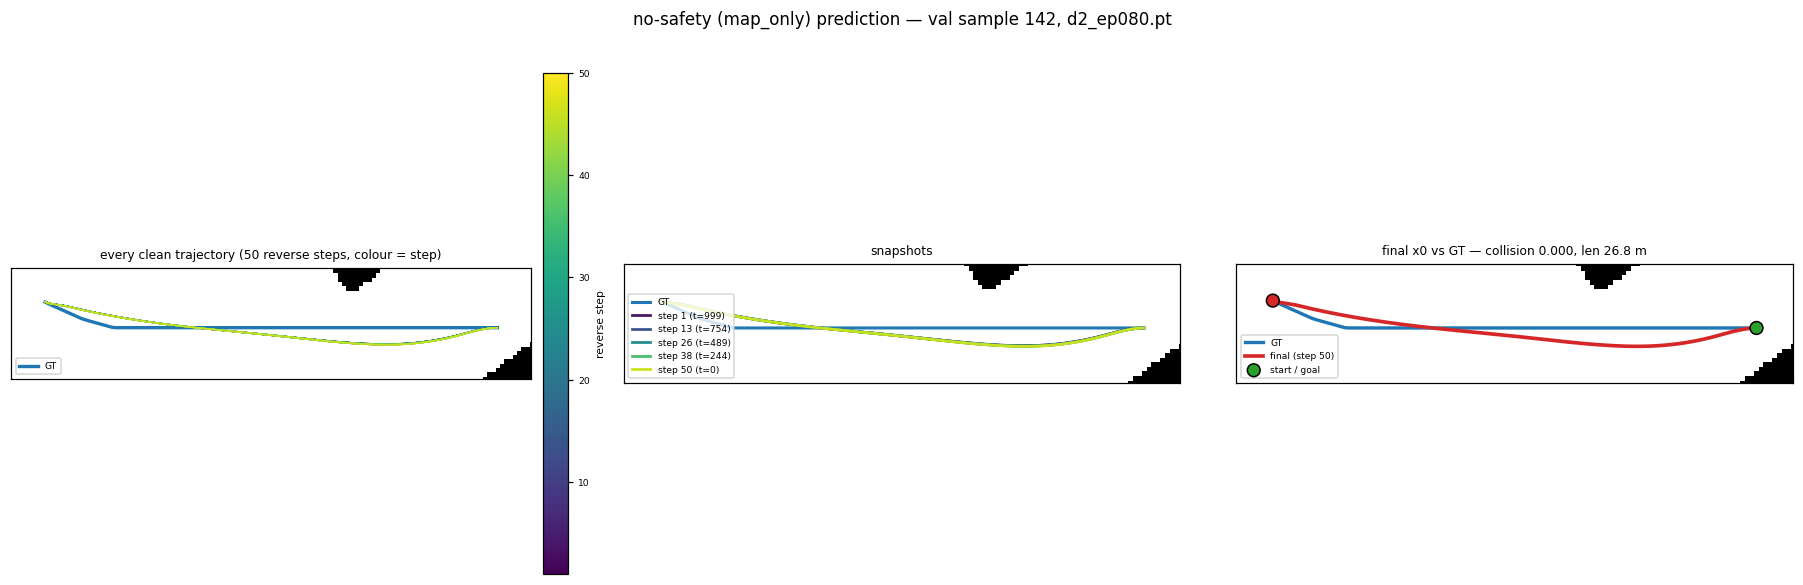 no-safety (map_only) prediction — val sample 142, d2_ep080.pt
every clean trajectory (50 reverse steps, colour = step)
GT
50
40
30
20
10
reverse step
snapshots
GT
step 1 (t=999)
step 13 (t=754)
step 26 (t=489)
step 38 (t=244)
step 50 (t=0)
final x0 vs GT — collision 0.000, len 26.8 m
GT
final (step 50)
start / goal